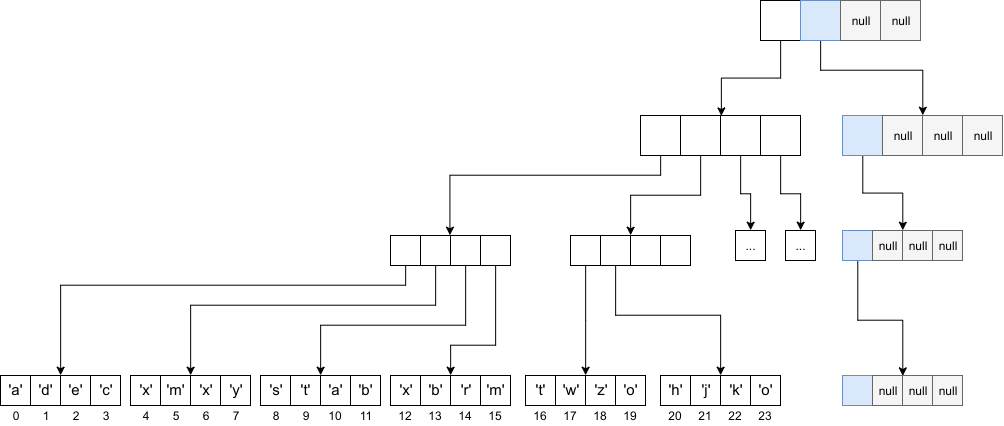 null null
null null null
... ... null null null
'a' 'd' 'e' 'c' 'x' 'm' 'x' 'y' 's' 't' 'a' 'b' 'x' 'b' 'r' 'm' 't' 'w' 'z' 'o' 'h' 'j' 'k' 'o' null null null
0 1 2 3 4 5 6 7 8 9 10 11 12 13 14 15 16 17 18 19 20 21 22 23